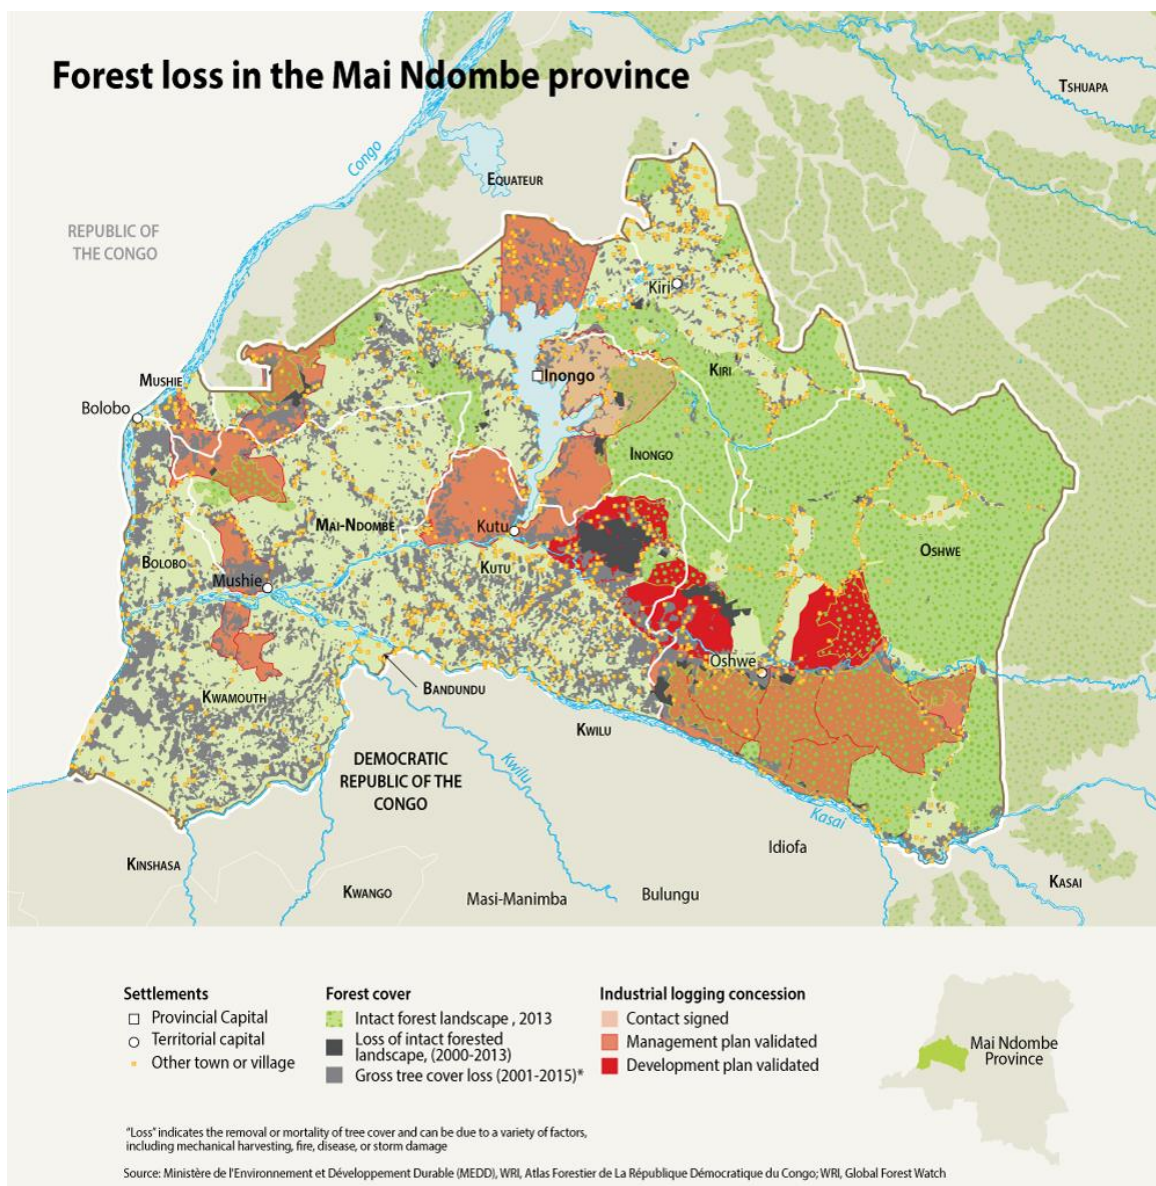 Forest loss in the Mai Ndombe province
TSHUAPA
Congo
EQUATEUR
REPUBLIC OF
THE CONGO
Kiri
KIRI
MUSHIE
Inongo
Bolobo
INONGO
MAI-NDOMBE
Kutu
OSHWE
BOLOBO
KUTU
Mushie
Oshwe
KWAMOUTH
BANDUNDU
KWILU
DEMOCRATIC
REPUBLIC OF THE
CONGO
Kwilu
Kasai
Idiofa
KINSHASA
KASAI
KWANGO
Masi-Manimba
Bulungu
Settlements
Provincial Capital
Territorial capital
Other town or village
Forest cover
Intact forest landscape , 2013
Loss of intact forested
landscape, (2000-2013)
Gross tree cover loss (2001-2015)*
Industrial logging concession
Contact signed
Management plan validated
Development plan validated
Mai Ndombe
Province
"Loss" indicates the removal or mortality of tree cover and can be due to a variety of factors,
including mechanical harvesting, fire, disease, or storm damage
Source: Ministère de l'Environnement et Développement Durable (MEDD), WRI, Atlas Forestier de La République Démocratique du Congo; WRI, Global Forest Watch